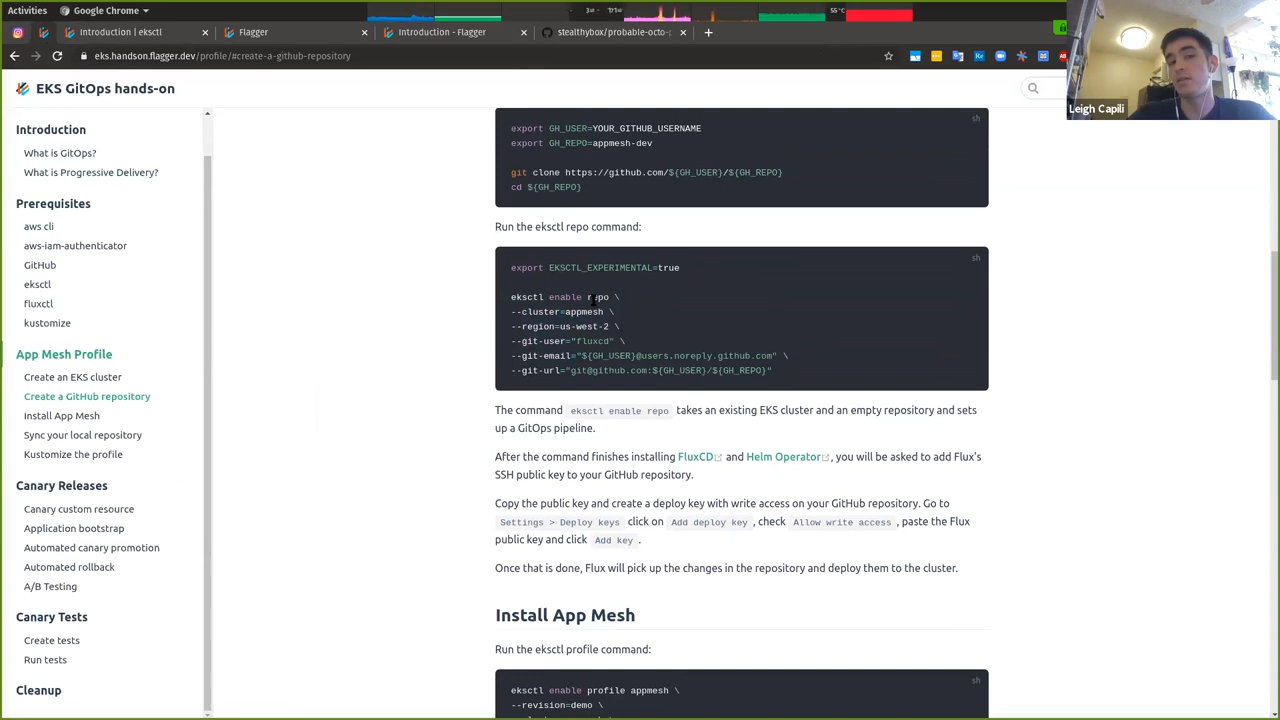 Activities
Google Chrome
3
Tr1
55 °C
Introduction | eksctl
Flagger
Introduction - Flagger
stealthybox/probable-octo-g
eks.handson.flagger.dev/profile/#create-a-github-repository
Leigh Capili
EKS GitOps hands-on
Introduction
What is GitOps?
What is Progressive Delivery?
Prerequisites
aws cli
aws-iam-authenticator
GitHub
eksctl
fluxctl
kustomize
App Mesh Profile
Create an EKS cluster
Create a GitHub repository
Install App Mesh
Sync your local repository
Kustomize the profile
Canary Releases
Canary custom resource
Application bootstrap
Automated canary promotion
Automated rollback
A/B Testing
Canary Tests
Create tests
Run tests
Cleanup
sh
export GH_USER=YOUR_GITHUB_USERNAME
export GH_REPO=appmesh-dev
git clone https://github.com/${GH_USER}/${GH_REPO}
cd ${GH_REPO}
Run the eksctl repo command:
sh
export EKSCTL_EXPERIMENTAL=true
eksctl enable repo \
--cluster=appmesh \
--region=us-west-2 \
--git-user="fluxcd" \
--git-email="${GH_USER}@users.noreply.github.com" \
--git-url="git@github.com:${GH_USER}/${GH_REPO}"
The command eksctl enable repo takes an existing EKS cluster and an empty repository and sets
up a GitOps pipeline.
After the command finishes installing FluxCD and Helm Operator, you will be asked to add Flux's
SSH public key to your GitHub repository.
Copy the public key and create a deploy key with write access on your GitHub repository. Go to
Settings > Deploy keys click on Add deploy key, check Allow write access , paste the Flux
public key and click Add key .
Once that is done, Flux will pick up the changes in the repository and deploy them to the cluster.
Install App Mesh
Run the eksctl profile command:
sh
eksctl enable profile appmesh \
--revision=demo \